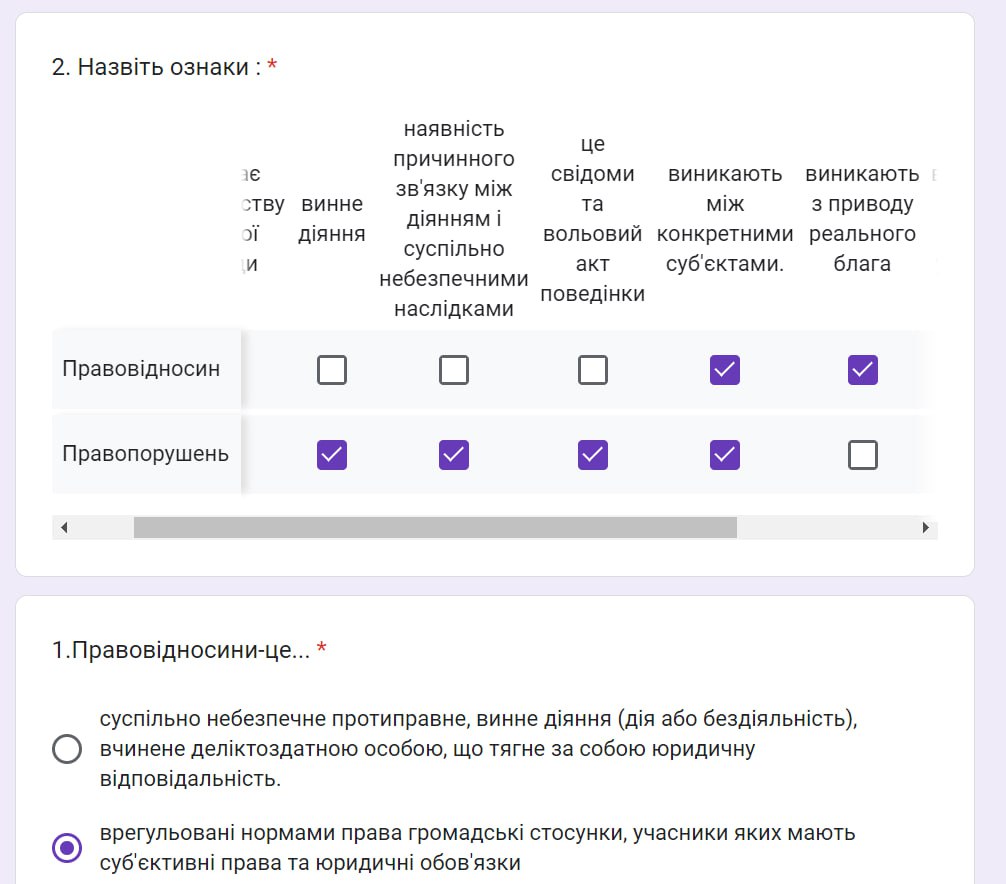 2. Назвіть ознаки : *
наявність
причинного
зв'язку між
діянням і
суспільно
небезпечними
наслідками
це
свідоми
та
вольовий
акт
поведінки
винне
діяння
виникають
між
конкретними
суб'єктами.
виникають
з приводу
реального
блага
Правовідносин
Правопорушень
1.Правовідносини-це... *
суспільно небезпечне протиправне, винне діяння (дія або бездіяльність),
вчинене деліктоздатною особою, що тягне за собою юридичну
відповідальність.
врегульовані нормами права громадські стосунки, учасники яких мають
суб'єктивні права та юридичні обов'язки